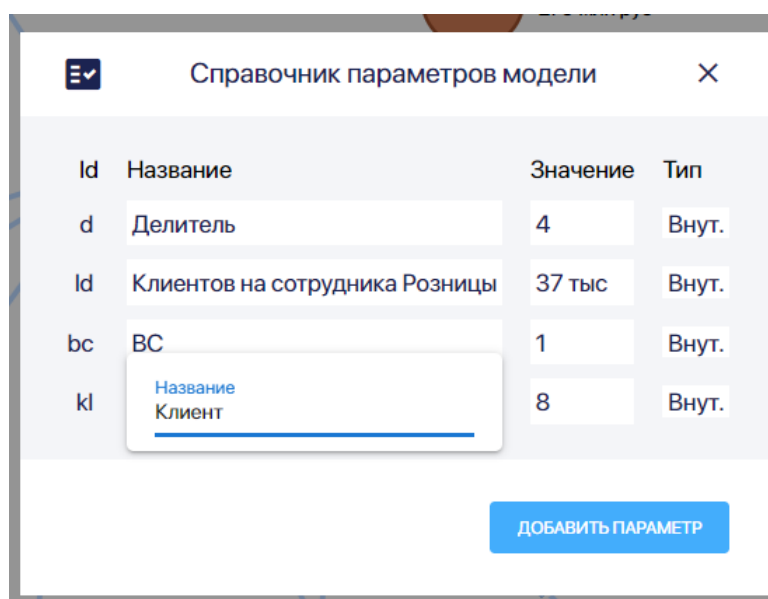 Справочник параметров модели
Id Название Значение Тип
d Делитель 4 Внут.
ld Клиентов на сотрудника Розницы 37 тыс Внут.
bc ВС 1 Внут.
Название
kl Клиент 8 Внут.
ДОБАВИТЬ ПАРАМЕТР